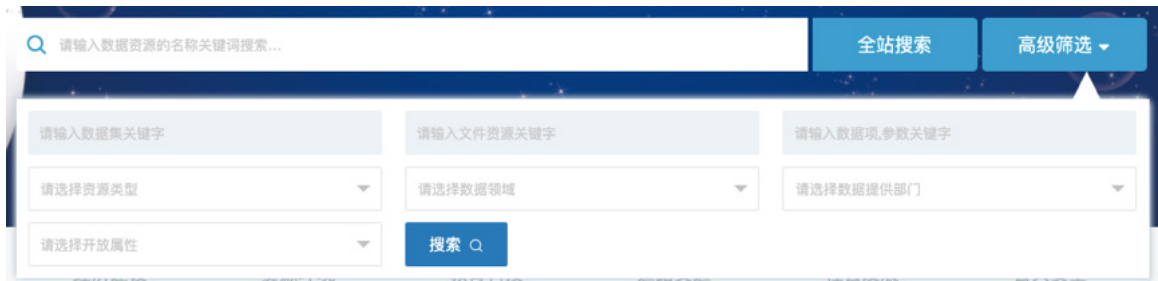 请输入数据资源的名称关键词搜索...
全站搜索
高级筛选
请输入数据集关键字
请输入文件资源关键字
请输入数据项,参数关键字
请选择资源类型
请选择数据领域
请选择数据提供部门
请选择开放属性
搜索